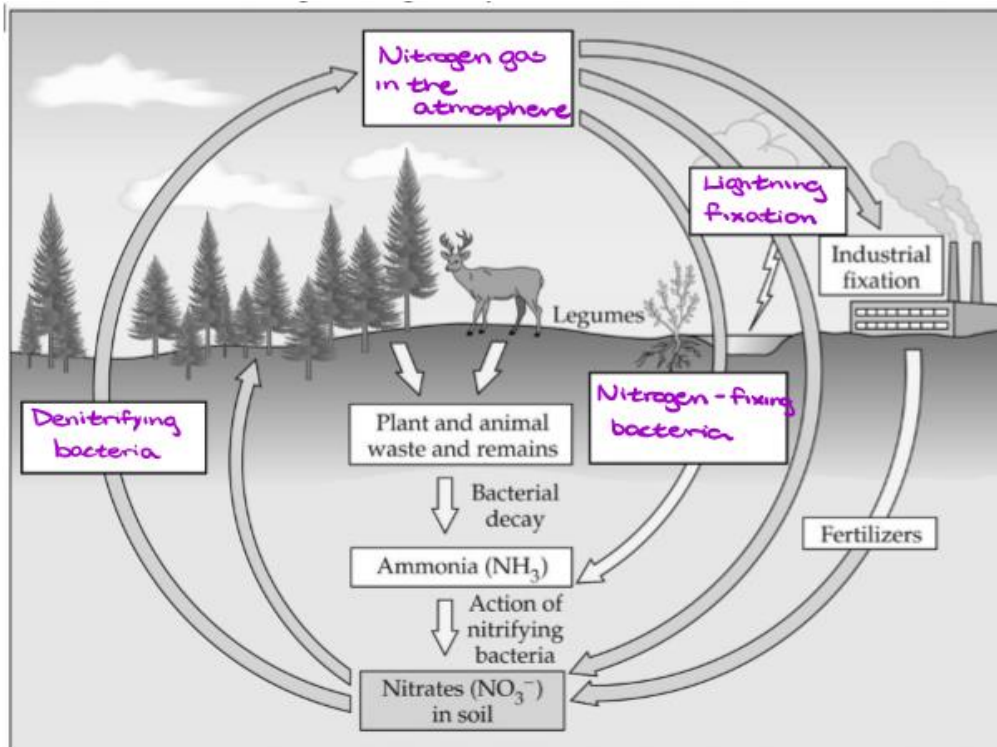 Nitrogen gas
in the
atmosphere
Lightning
fixation
Industrial
fixation
Legumes
Denitrifying
bacteria
Plant and animal
waste and remains
Nitrogen-fixing
bacteria
Bacterial
decay
Fertilizers
Ammonia (NH₃)
Action of
nitrifying
bacteria
Nitrates (NO₃⁻)
in soil